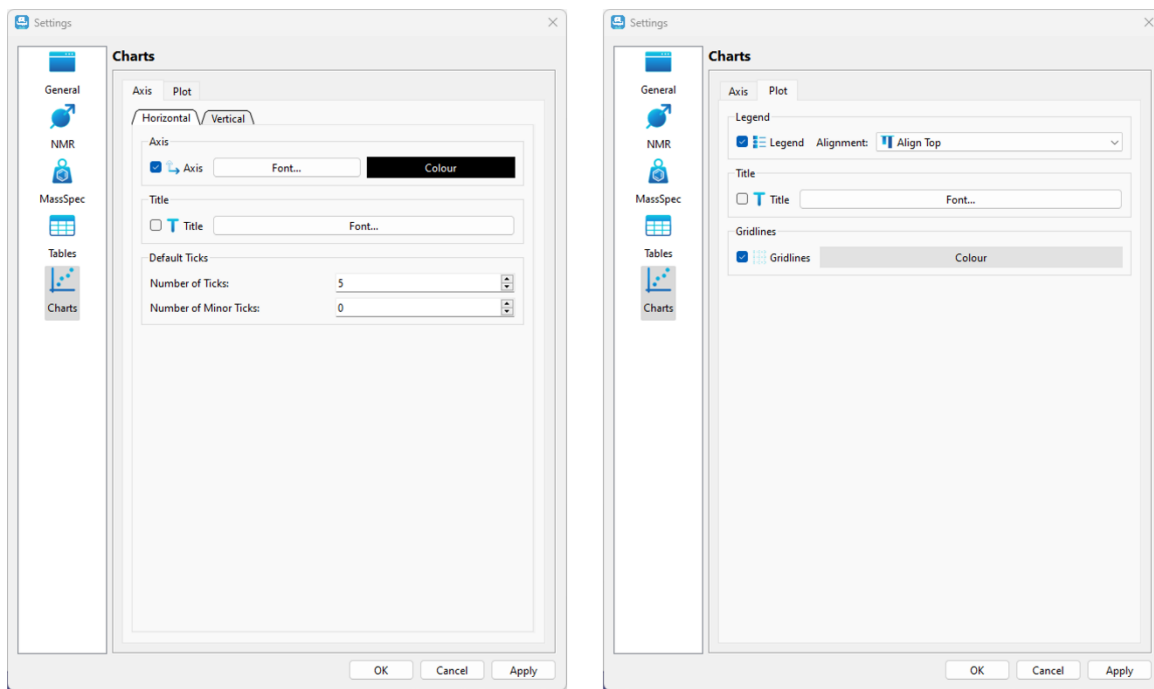 Settings
General
NMR
MassSpec
Tables
Charts
Charts
Axis Plot
Horizontal Vertical
Axis
Axis Font... Colour
Title
Title Font...
Default Ticks
Number of Ticks: 5
Number of Minor Ticks: 0
OK Cancel Apply
Settings
General
NMR
MassSpec
Tables
Charts
Charts
Axis Plot
Legend
Legend Alignment: Align Top
Title
Title Font...
Gridlines
Gridlines Colour
OK Cancel Apply